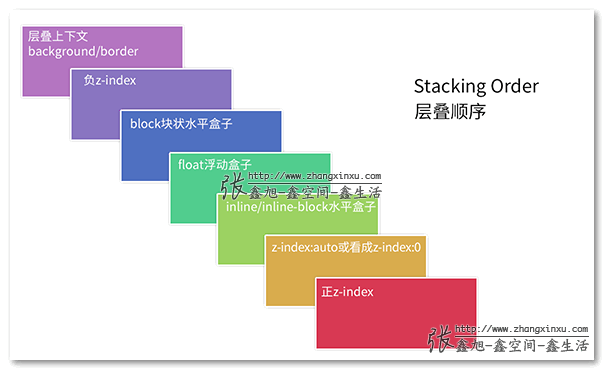 层叠上下文
background/border
负z-index
Stacking Order
层叠顺序
block块状水平盒子
float浮动盒子
http://www.zhangxinxu.com
张鑫旭-鑫空间-鑫生活
inline/inline-block水平盒子
z-index:auto或看成z-index:0
正z-index
http://www.zhangxinxu.com
张鑫旭-鑫空间-鑫生活